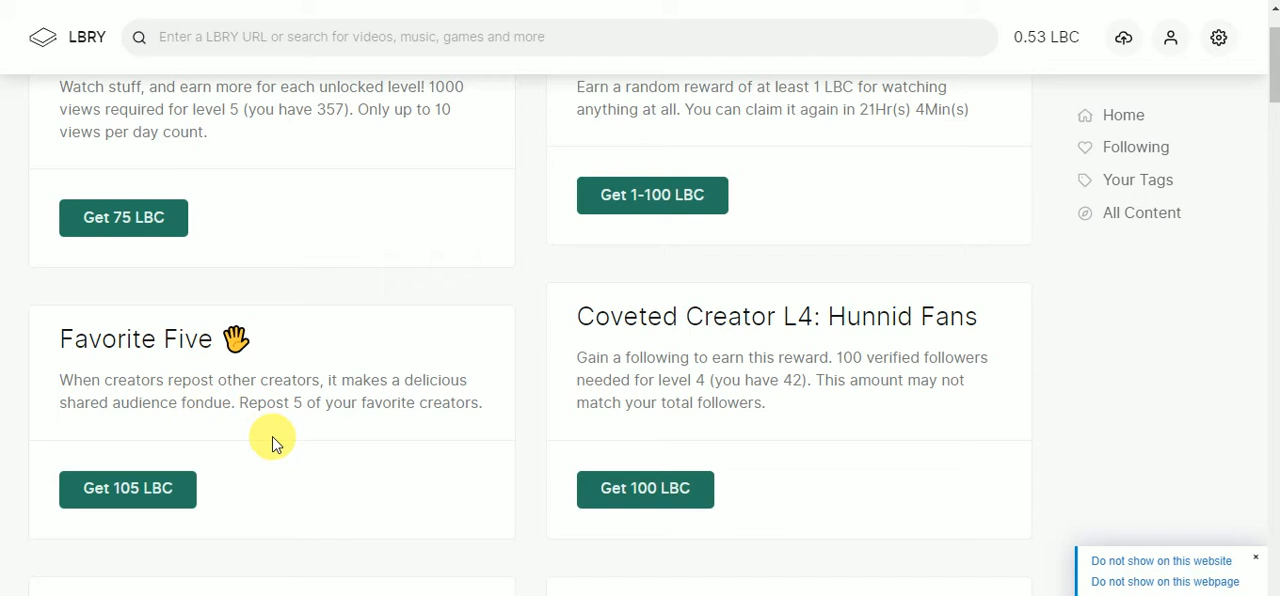 LBRY
Enter a LBRY URL or search for videos, music, games and more
0.53 LBC
Watch stuff, and earn more for each unlocked level! 1000
views required for level 5 (you have 357). Only up to 10
views per day count.
Get 75 LBC
Earn a random reward of at least 1 LBC for watching
anything at all. You can claim it again in 21Hr(s) 4Min(s)
Get 1-100 LBC
Favorite Five 🖐
When creators repost other creators, it makes a delicious
shared audience fondue. Repost 5 of your favorite creators.
Get 105 LBC
Coveted Creator L4: Hunnid Fans
Gain a following to earn this reward. 100 verified followers
needed for level 4 (you have 42). This amount may not
match your total followers.
Get 100 LBC
Home
Following
Your Tags
All Content
Do not show on this website
Do not show on this webpage